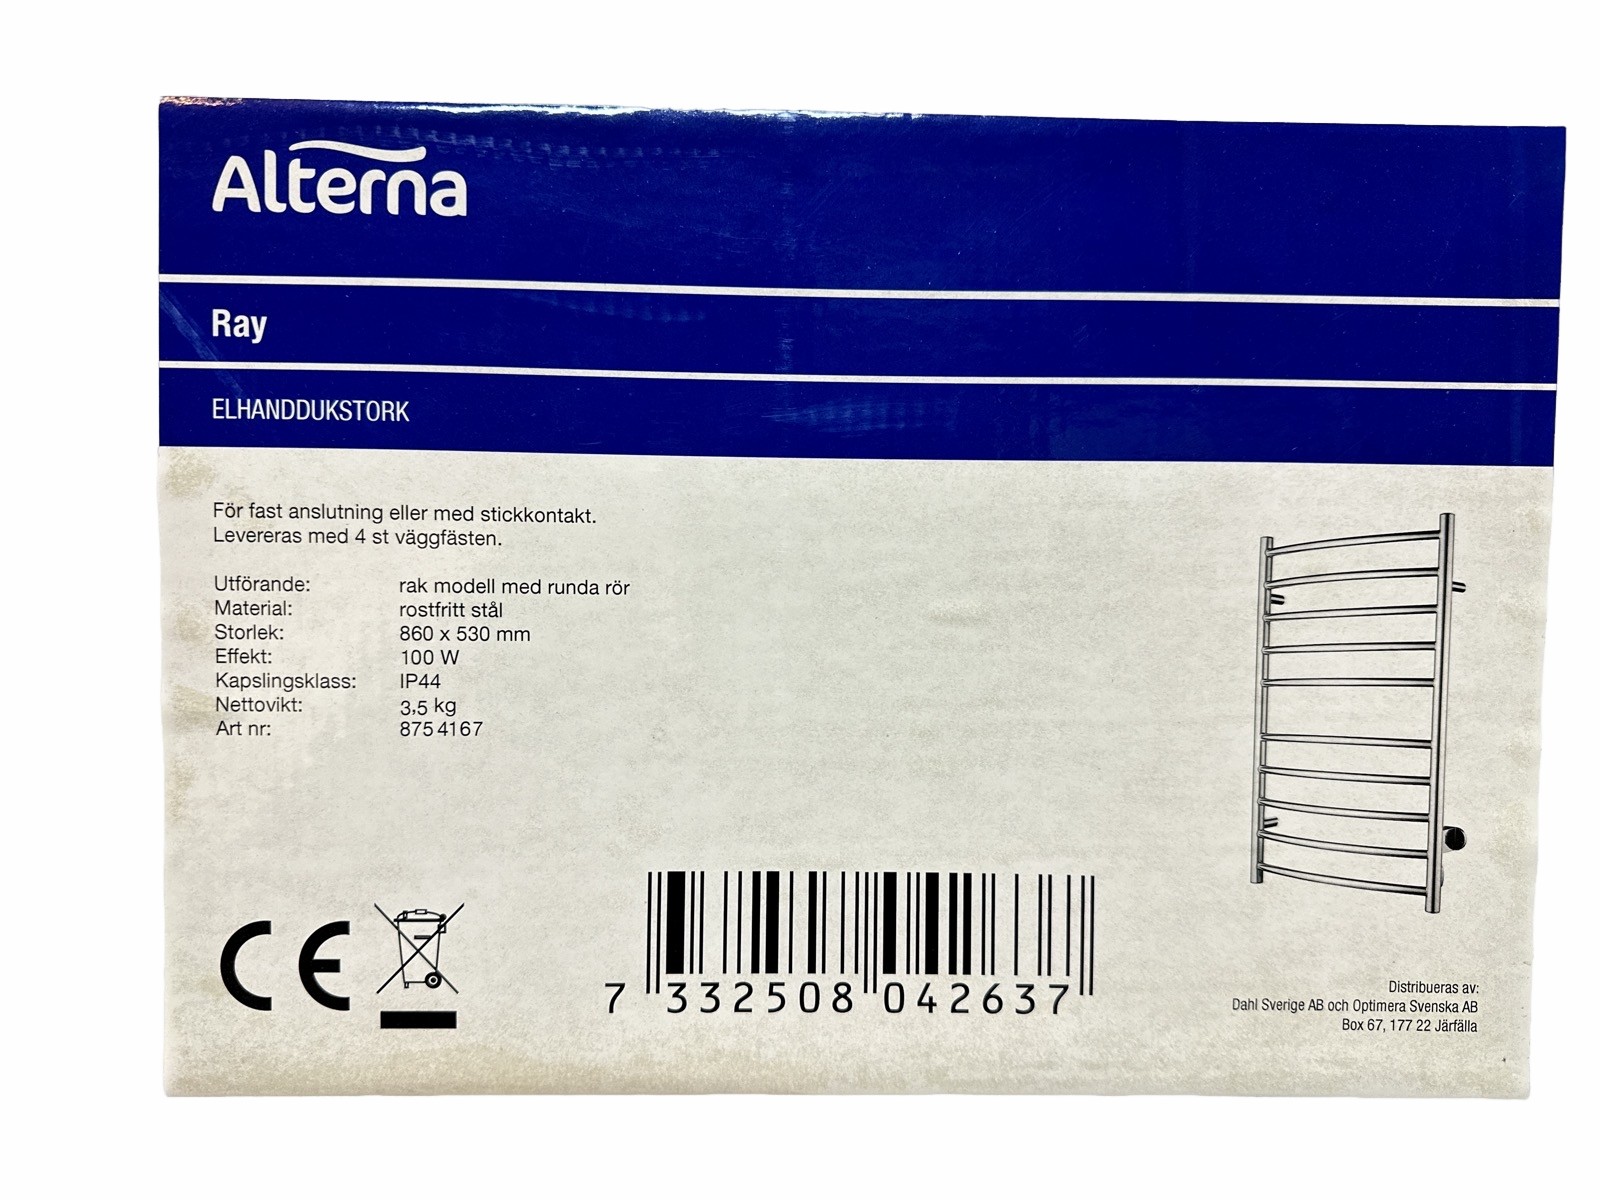 Alterna
Ray
ELHANDDUKSTORK
För fast anslutning eller med stickkontakt.
Levereras med 4 st väggfästen.
Utförande: rak modell med runda rör
Material: rostfritt stål
Storlek: 860 x 530 mm
Effekt: 100 W
Kapslingsklass: IP44
Nettovikt: 3,5 kg
Art nr: 875 4167
CE
7 332508 042637
Distribueras av:
Dahl Sverige AB och Optimera Svenska AB
Box 67, 177 22 Järfälla